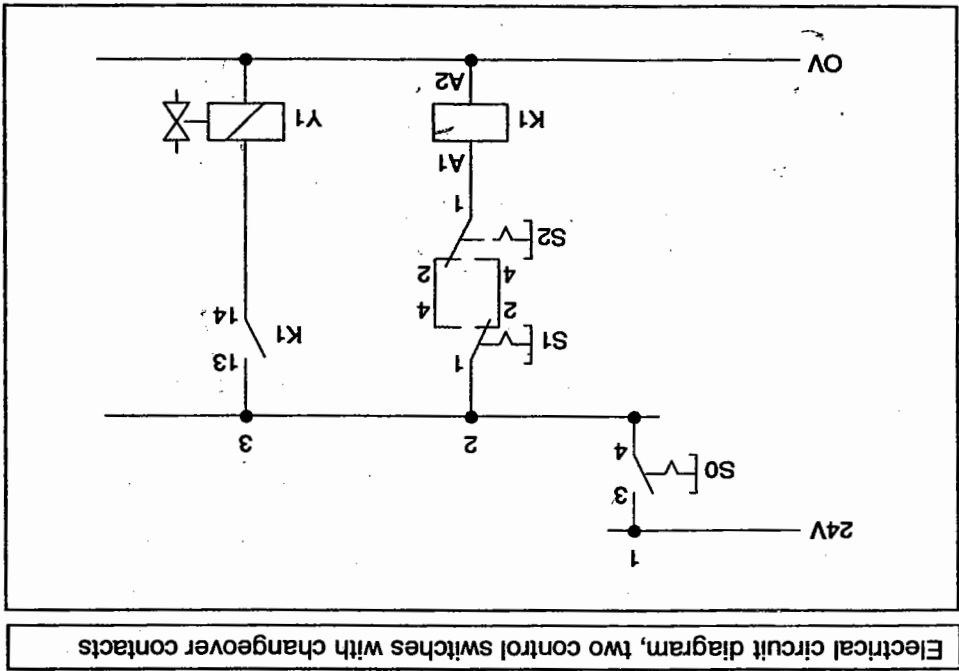 Electrical circuit diagram, two control switches with changeover contacts
1
24V
3
S0
4
2
3
1
13
S1
K1
2
4
14
4
2
S2
1
A1
K1
Y1
A2
0V